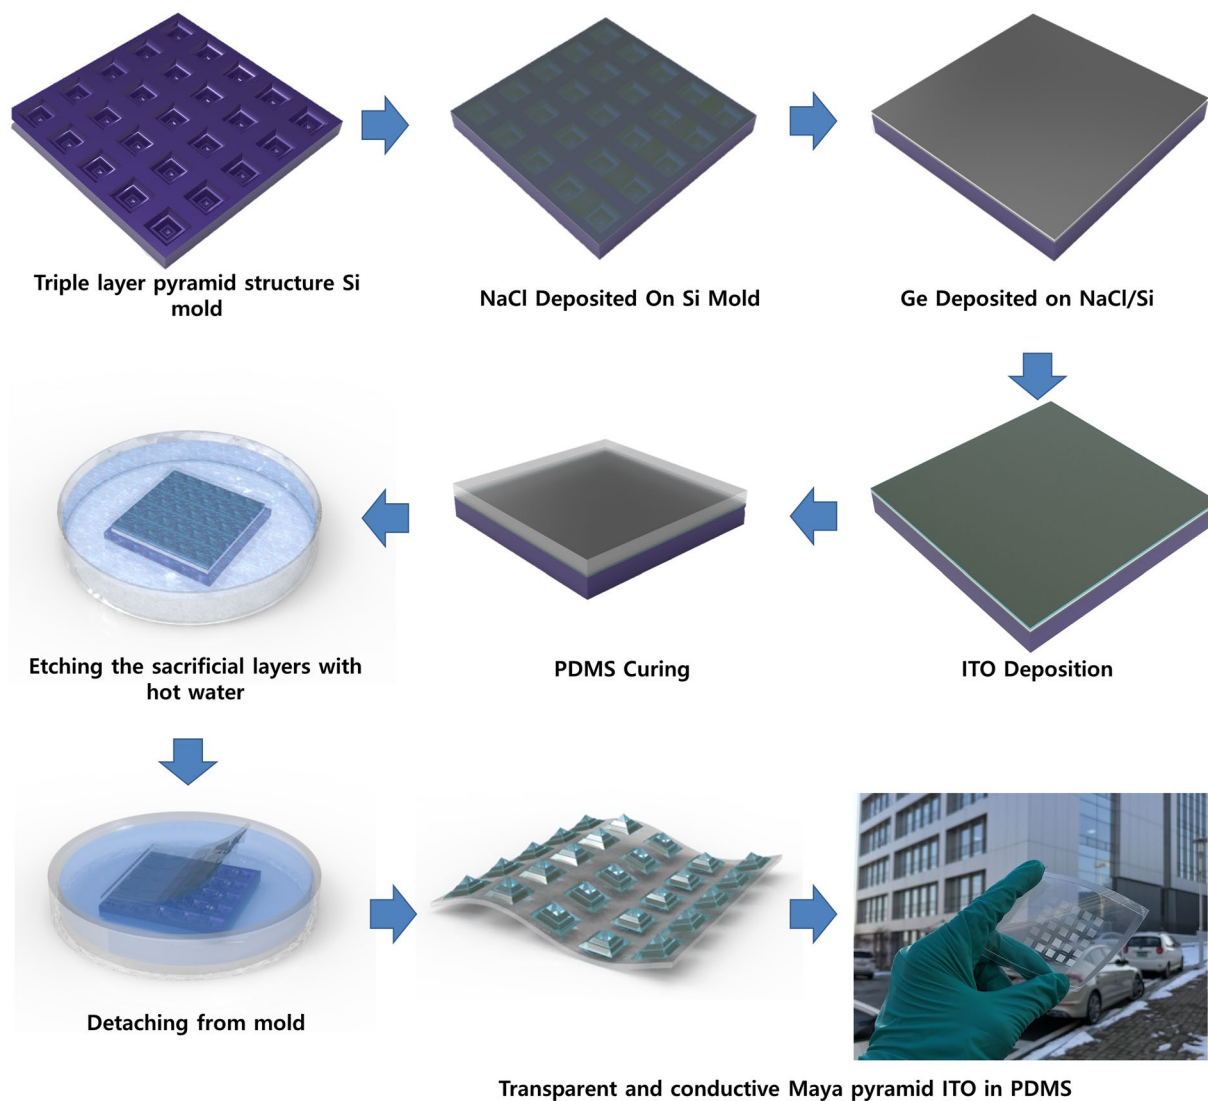 Triple layer pyramid structure Si
mold
NaCl Deposited On Si Mold
Ge Deposited on NaCl/Si
Etching the sacrificial layers with
hot water
PDMS Curing
ITO Deposition
Detaching from mold
Transparent and conductive Maya pyramid ITO in PDMS